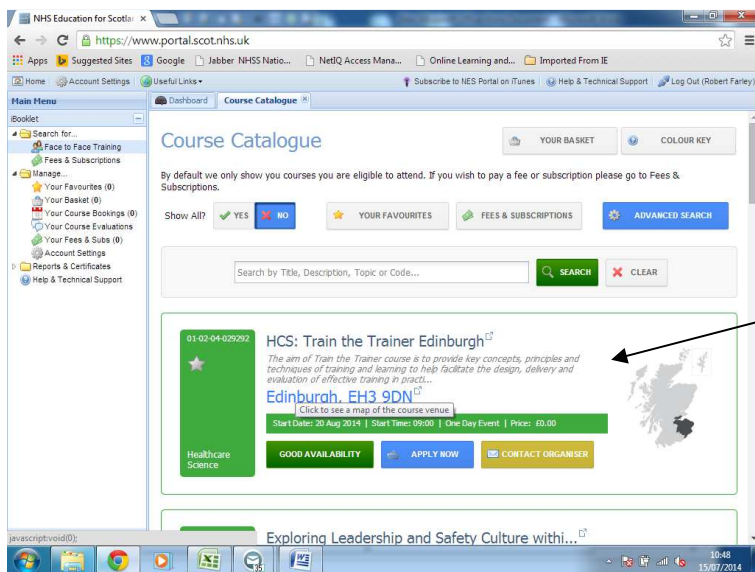 NHS Education for Scotla
https://www.portal.scot.nhs.uk
Apps Suggested Sites Google Jabber NHSS Natio... NetIQ Access Mana... Online Learning and... Imported From IE
Home Account Settings Useful Links Subscribe to NES Portal on iTunes Help & Technical Support Log Out (Robert Farley)
Main Menu
Dashboard Course Catalogue
iBooklet
Search for...
Face to Face Training
Fees & Subscriptions
Manage...
Your Favourites (0)
Your Basket (0)
Your Course Bookings (0)
Your Course Evaluations
Your Fees & Subs (0)
Account Settings
Reports & Certificates
Help & Technical Support
Course Catalogue
YOUR BASKET
COLOUR KEY
By default we only show you courses you are eligible to attend. If you wish to pay a fee or subscription please go to Fees &
Subscriptions.
Show All? YES NO YOUR FAVOURITES FEES & SUBSCRIPTIONS ADVANCED SEARCH
Search by Title, Description, Topic or Code... SEARCH CLEAR
01-02-04-029292
HCS: Train the Trainer Edinburgh
The aim of Train the Trainer course is to provide key concepts, principles and
techniques of training and learning to help facilitate the design, delivery and
evaluation of effective training in practi...
Edinburgh, EH3 9DN
Click to see a map of the course venue
Start Date: 20 Aug 2014 | Start Time: 09:00 | One Day Event | Price: £0.00
Healthcare
Science
GOOD AVAILABILITY APPLY NOW CONTACT ORGANISER
Exploring Leadership and Safety Culture withi...
javascript:void(0);
35
10:48
15/07/2014